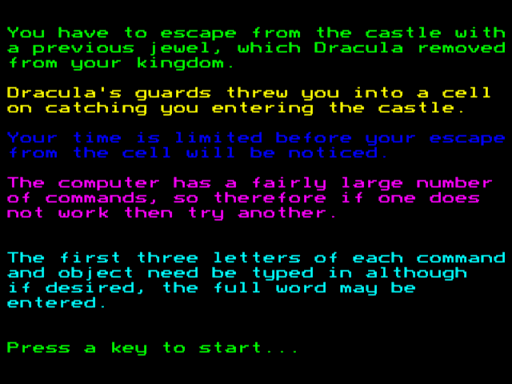 You have to escape from the castle with
a previous jewel, which Dracula removed
from your kingdom.
Dracula's guards threw you into a cell
on catching you entering the castle.
Your time is limited before your escape
from the cell will be noticed.
The computer has a fairly large number
of commands, so therefore if one does
not work then try another.
The first three letters of each command
and object need be typed in although
if desired, the full word may be
entered.
Press a key to start...